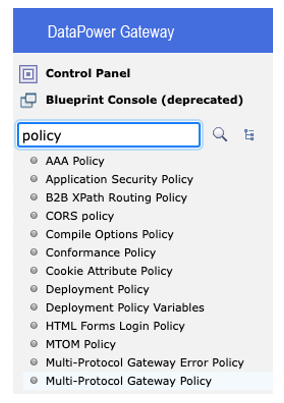 DataPower Gateway
Control Panel
Blueprint Console (deprecated)
policy
AAA Policy
Application Security Policy
B2B XPath Routing Policy
CORS policy
Compile Options Policy
Conformance Policy
Cookie Attribute Policy
Deployment Policy
Deployment Policy Variables
HTML Forms Login Policy
MTOM Policy
Multi-Protocol Gateway Error Policy
Multi-Protocol Gateway Policy